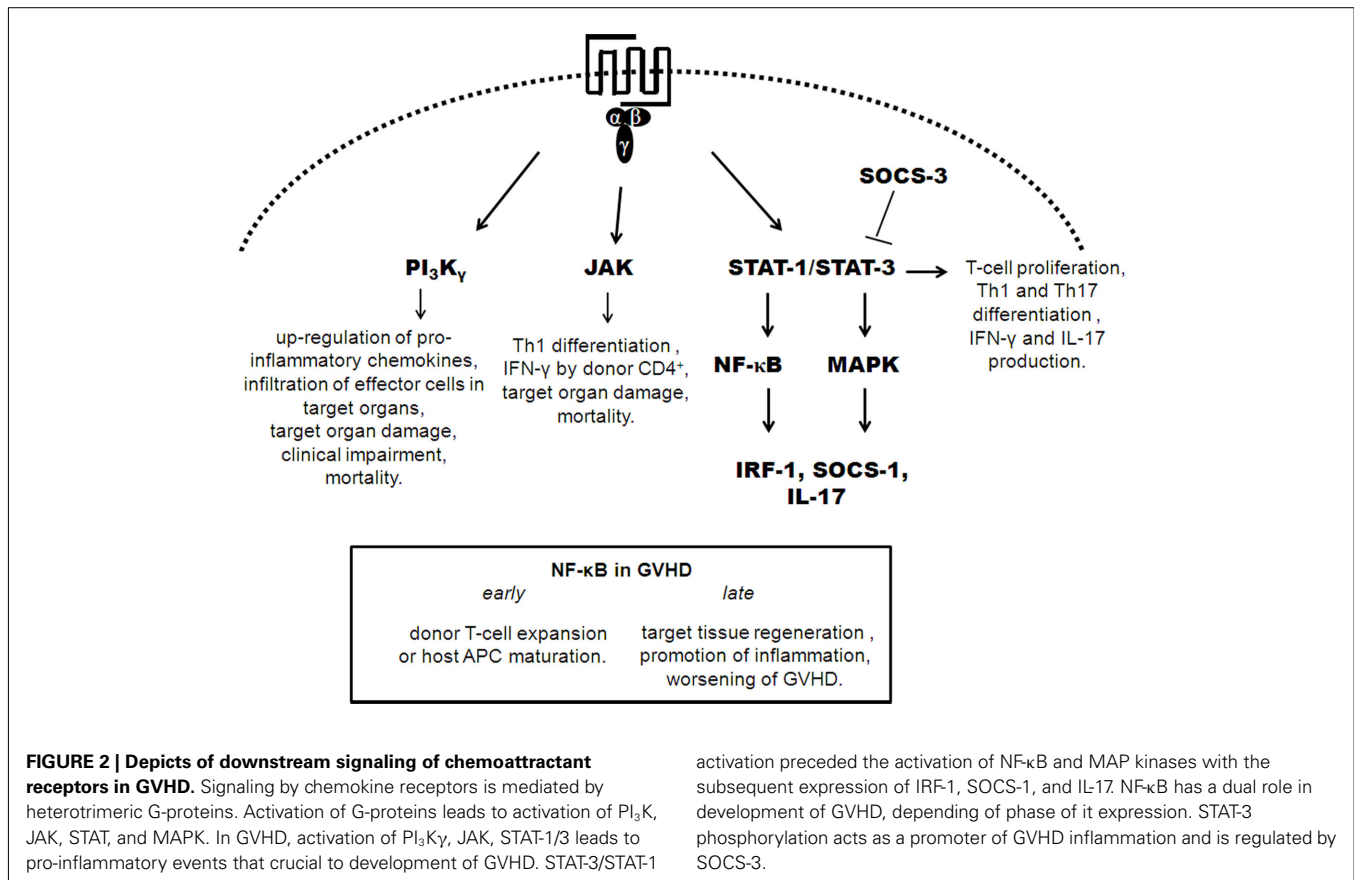 α β
γ
SOCS-3
PI₃Kᵧ
JAK
STAT-1/STAT-3
T-cell proliferation,
Th1 and Th17
differentiation ,
IFN-γ and IL-17
production.
up-regulation of pro-
inflammatory chemokines,
infiltration of effector cells in
target organs,
target organ damage,
clinical impairment,
mortality.
Th1 differentiation ,
IFN-γ by donor CD4⁺,
target organ damage,
mortality.
NF-κB
MAPK
IRF-1, SOCS-1,
IL-17
NF-κB in GVHD
early
late
donor T-cell expansion
or host APC maturation.
target tissue regeneration ,
promotion of inflammation,
worsening of GVHD.
FIGURE 2 | Depicts of downstream signaling of chemoattractant
receptors in GVHD. Signaling by chemokine receptors is mediated by
heterotrimeric G-proteins. Activation of G-proteins leads to activation of PI₃K,
JAK, STAT, and MAPK. In GVHD, activation of PI₃Kγ, JAK, STAT-1/3 leads to
pro-inflammatory events that crucial to development of GVHD. STAT-3/STAT-1
activation preceded the activation of NF-κB and MAP kinases with the
subsequent expression of IRF-1, SOCS-1, and IL-17. NF-κB has a dual role in
development of GVHD, depending of phase of it expression. STAT-3
phosphorylation acts as a promoter of GVHD inflammation and is regulated by
SOCS-3.